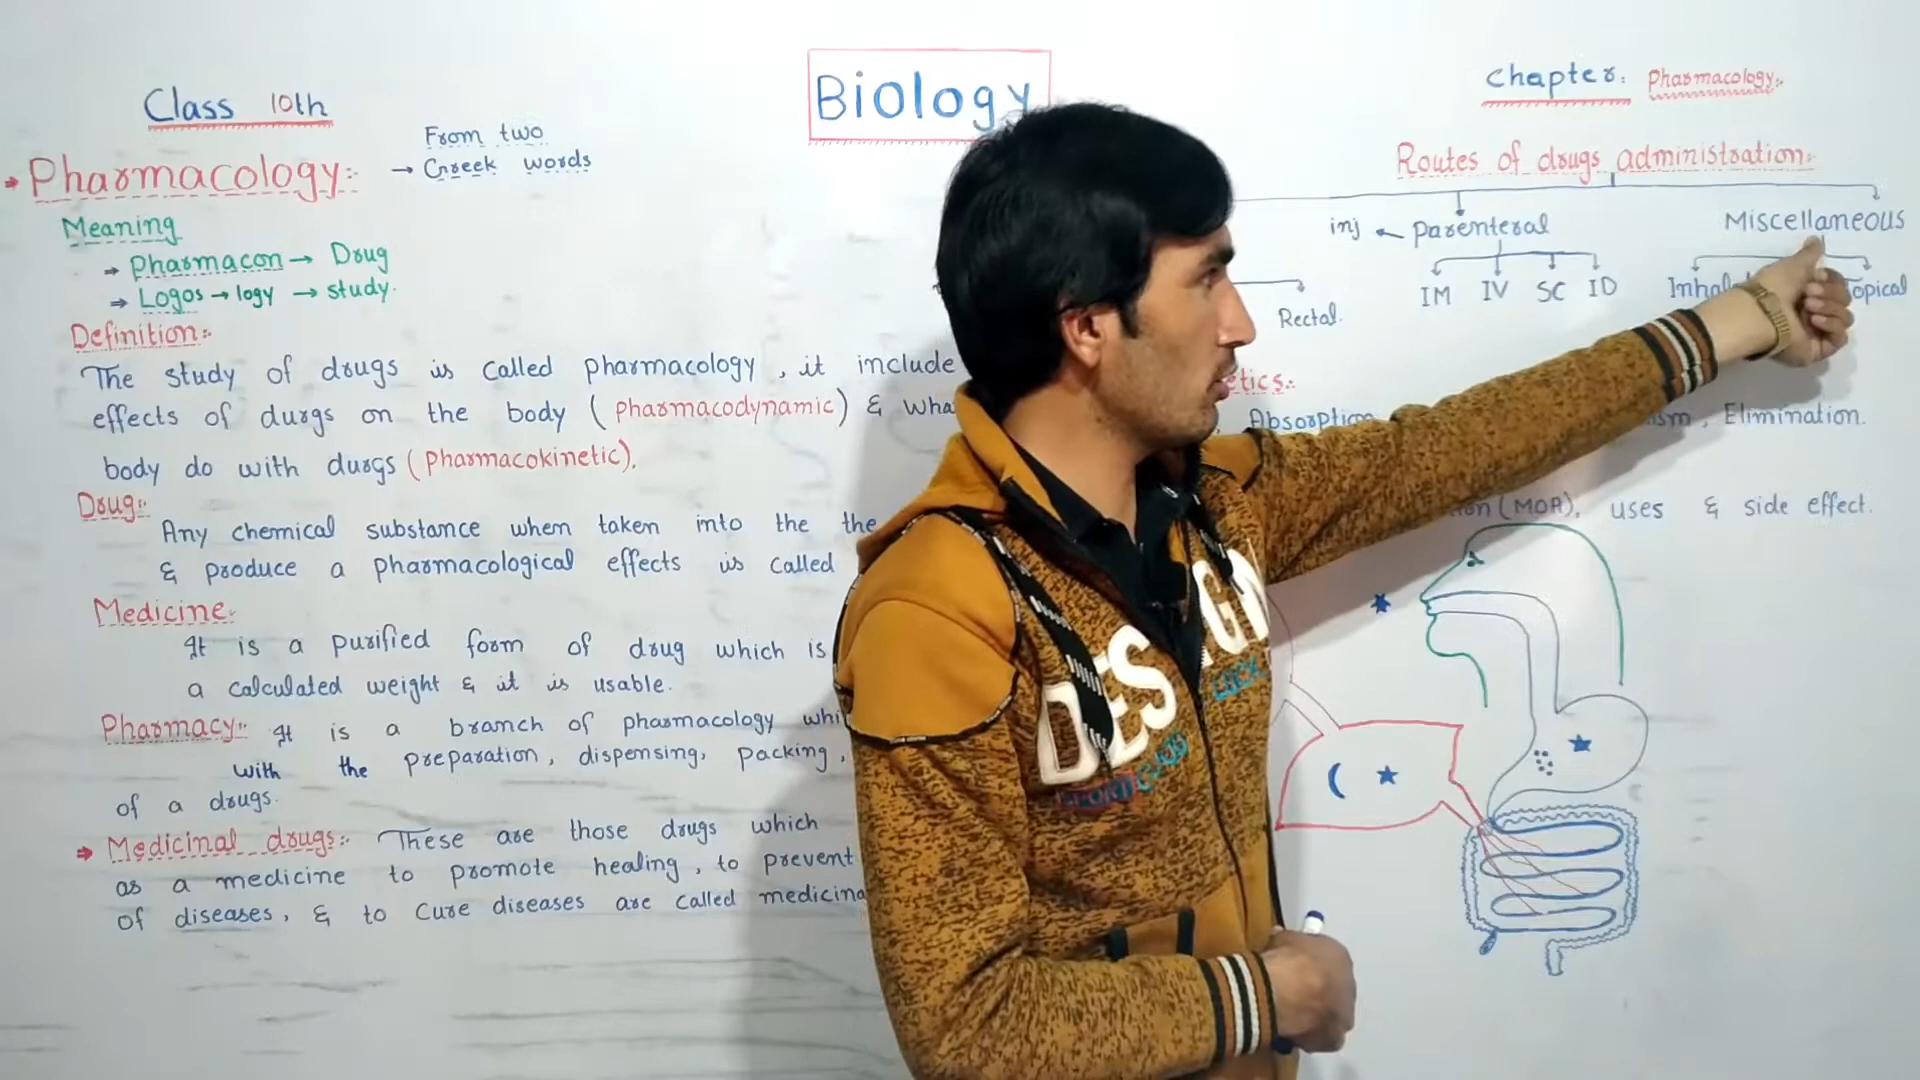 Class 10th
Biology
Chapter: Pharmacology:-
Pharmacology:-
→ From two
Greek words
Meaning
→ Pharmacon → Drug
⇒ Logos → logy → study.
Definition:-
The study of drugs is called pharmacology, it include
effects of durgs on the body (pharmacodynamic) &
body do with durgs (pharmacokinetic).
Drug:-
Any chemical substance when taken into the the
& produce a pharmacological effects is called
Medicine:-
It is a purified form of drug which is
a calculated weight & it is usable.
Pharmacy:- It is a branch of pharmacology
with the preparation, dispensing, packing,
of a drugs.
Medicinal drugs:- These are those drugs which
as a medicine to promote healing, to prevent
of diseases, & to cure diseases are called
Routes of drugs administration:-
inj ← Parenteral
Miscellaneous
IM IV SC ID
Topical
Rectal.
Absorption
Elimination.
(MOA), uses & side effect.
DESIGN